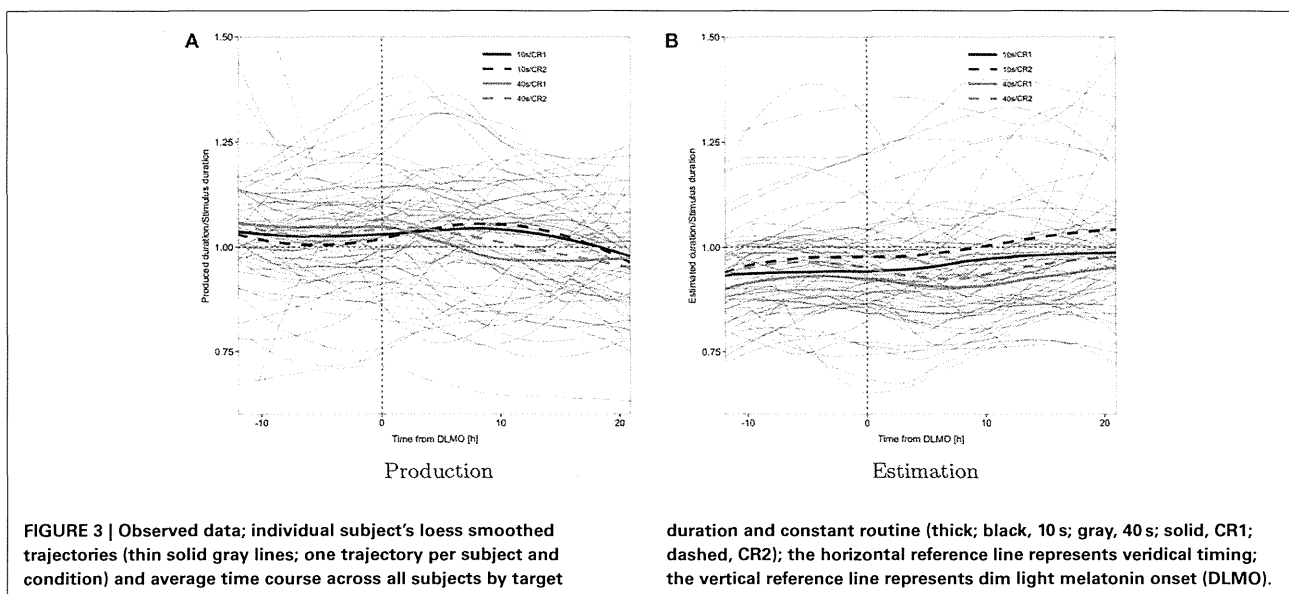 A
1.50
1.25
1.00
0.75
Produced duration/Stimulus duration
10s/CR1
10s/CR2
40s/CR1
40s/CR2
-10
0
10
20
Time from DLMO [h]
Production
B
1.50
1.25
1.00
0.75
Estimated duration/Stimulus duration
10s/CR1
10s/CR2
40s/CR1
40s/CR2
-10
0
10
20
Time from DLMO [h]
Estimation
FIGURE 3 | Observed data; individual subject's loess smoothed
trajectories (thin solid gray lines; one trajectory per subject and
condition) and average time course across all subjects by target
duration and constant routine (thick; black, 10 s; gray, 40 s; solid, CR1;
dashed, CR2); the horizontal reference line represents veridical timing;
the vertical reference line represents dim light melatonin onset (DLMO).